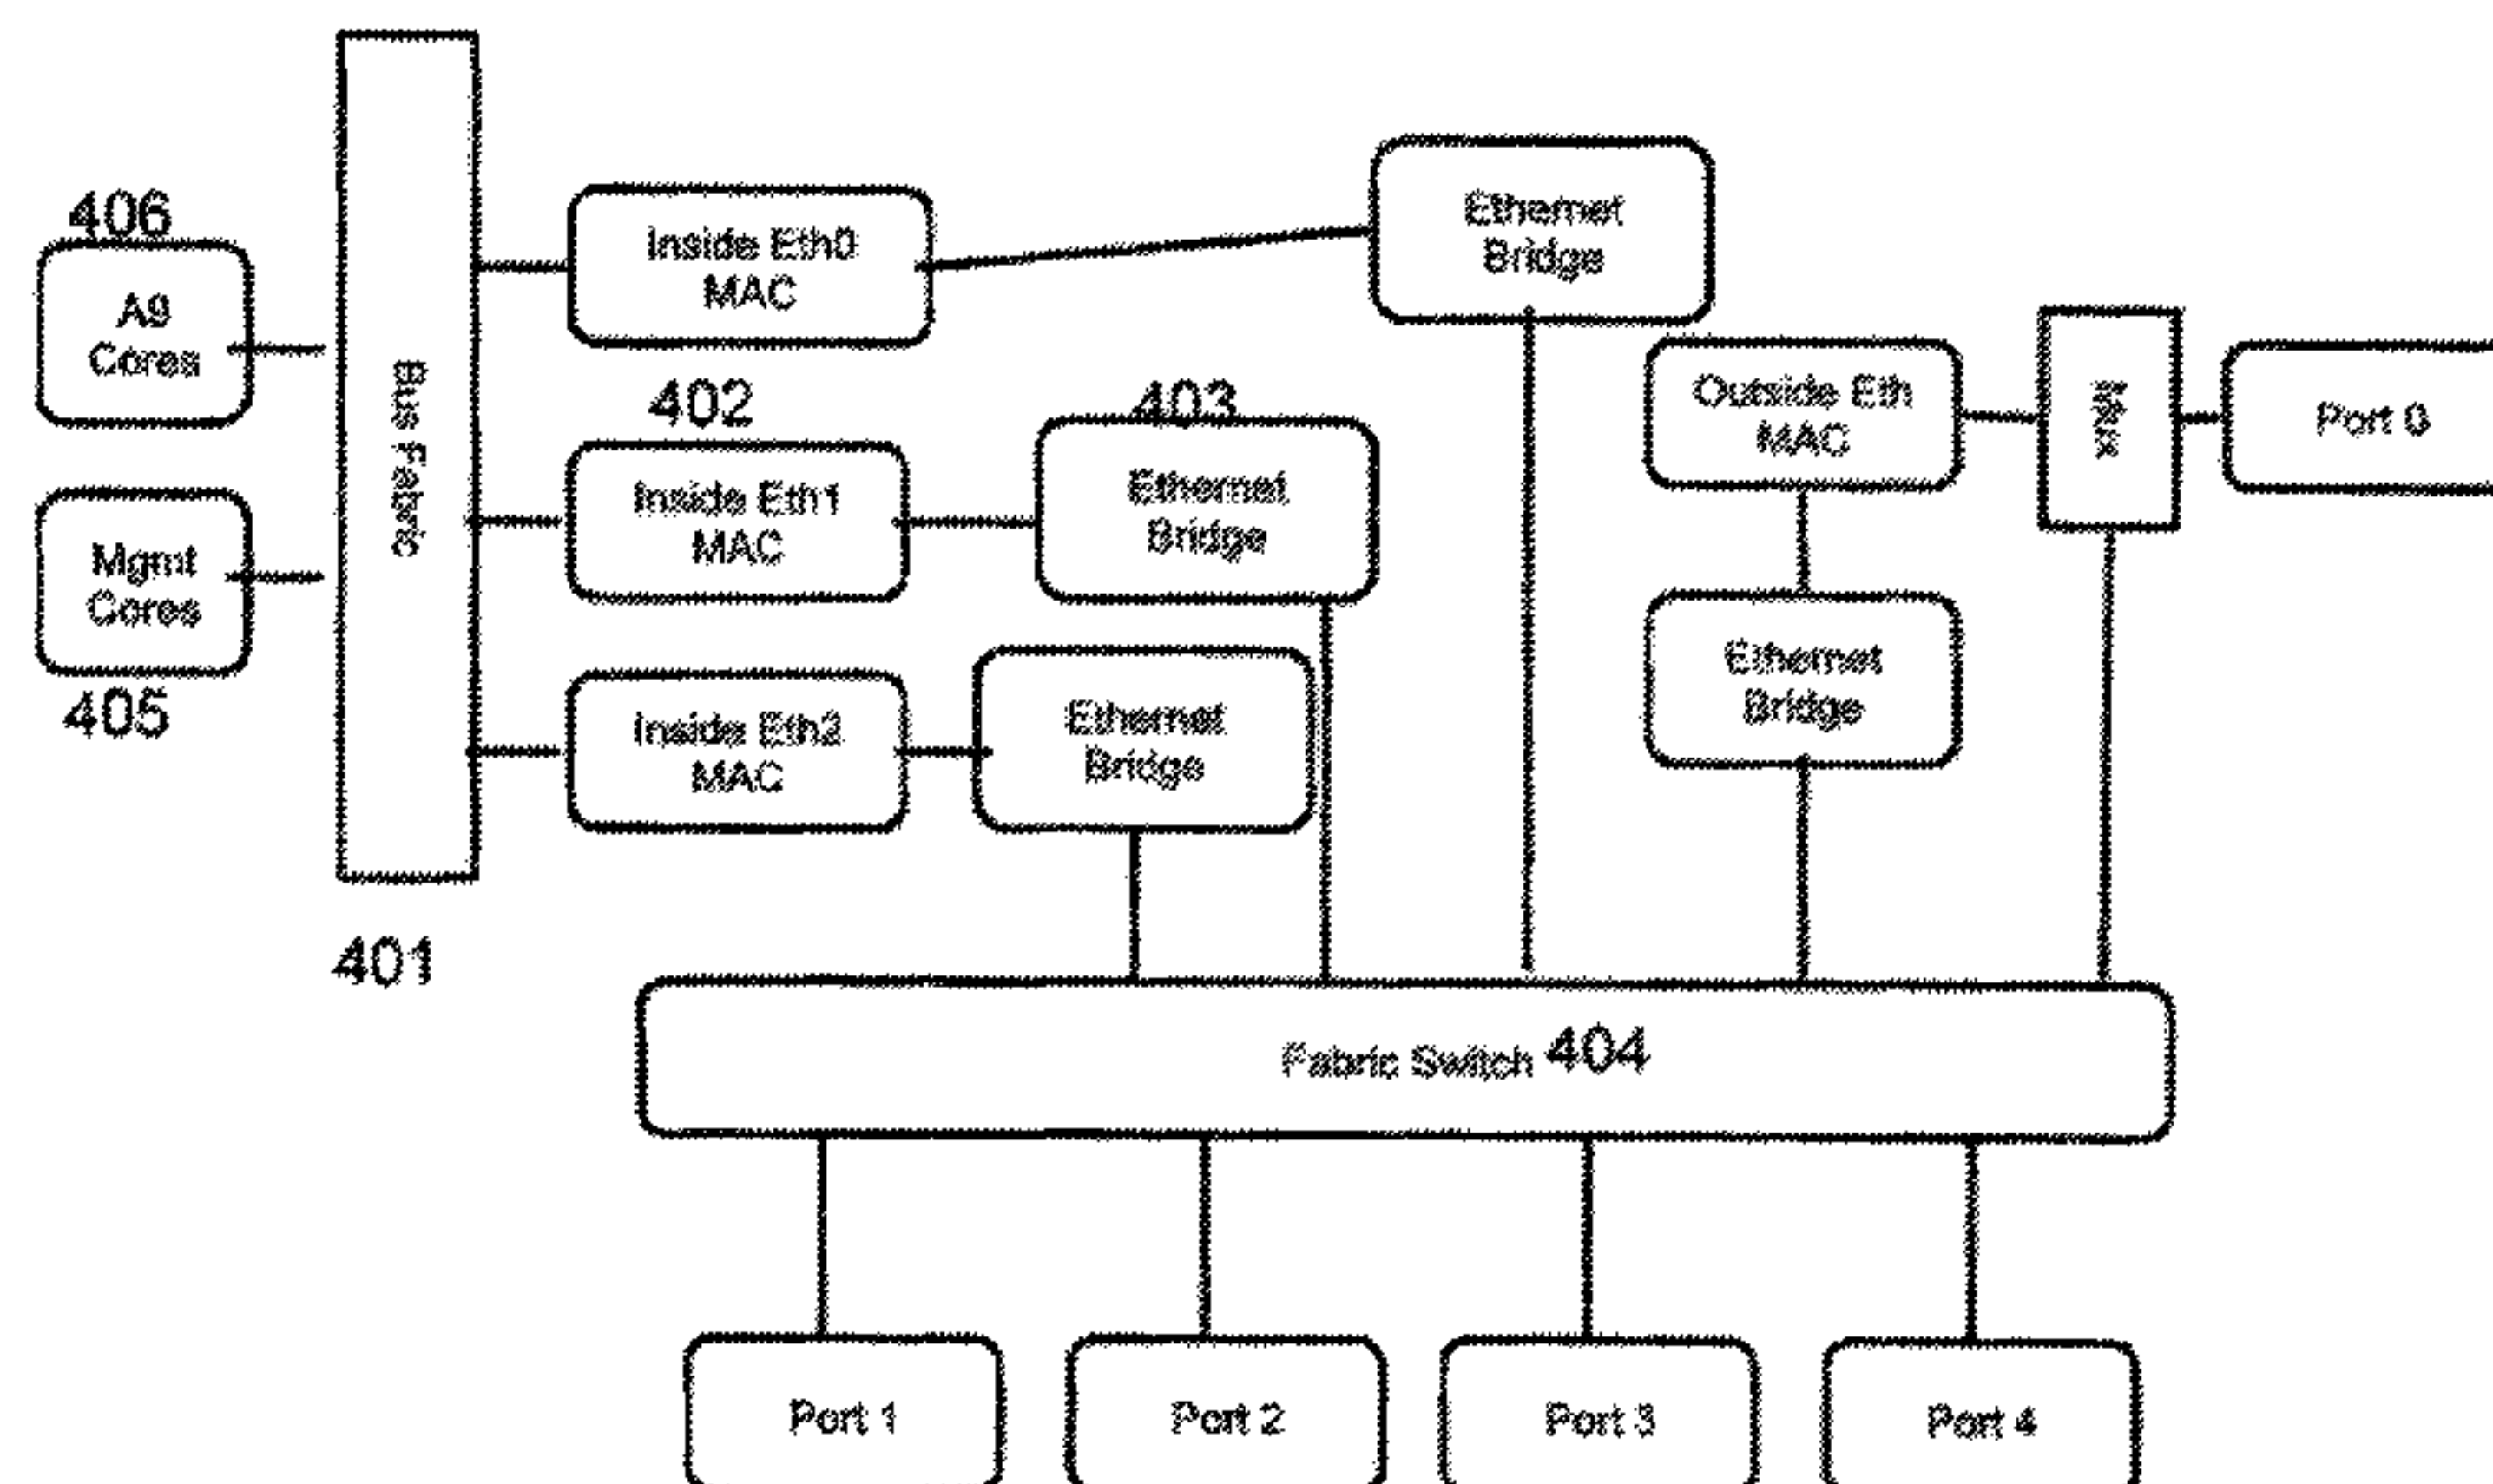 406
A9
Cores
Mgmt
Cores
405
Bus Fabric
401
Inside Eth0
MAC
402
Inside Eth1
MAC
Inside Eth2
MAC
Ethernet
Bridge
403
Ethernet
Bridge
Ethernet
Bridge
Outside Eth
MAC
Mux
Port 0
Ethernet
Bridge
Fabric Switch 404
Port 1
Port 2
Port 3
Port 4